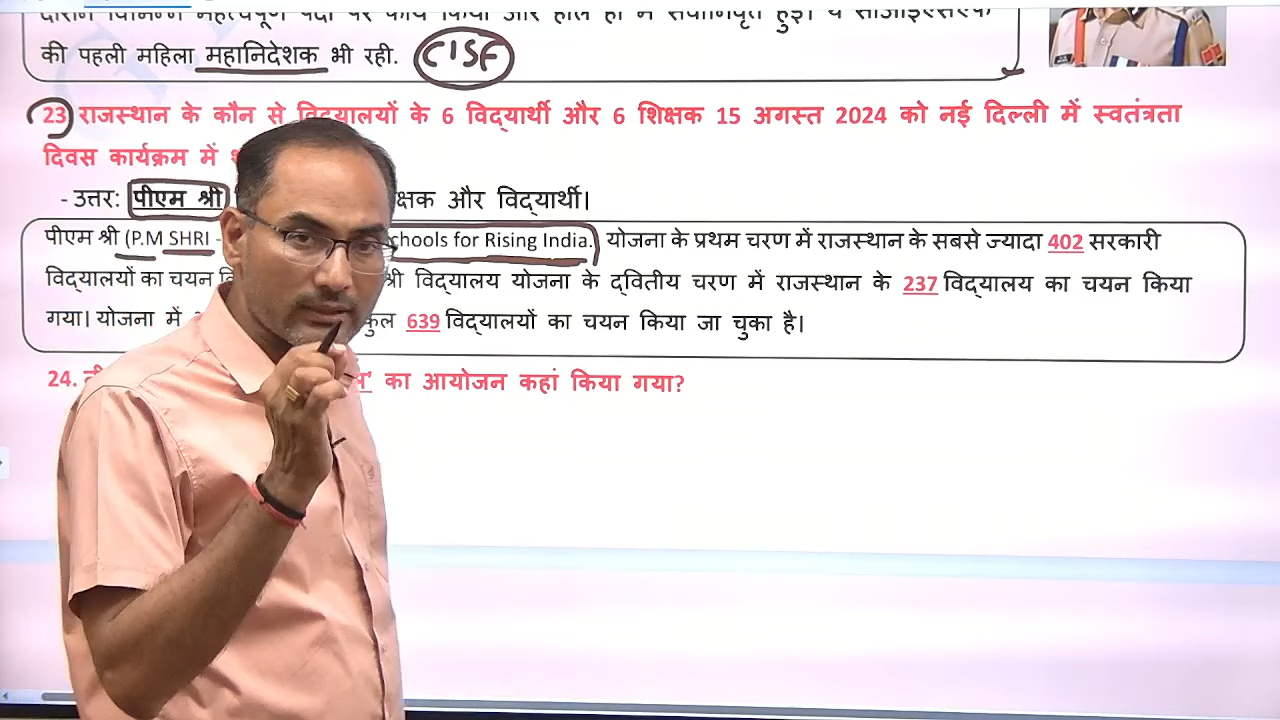 की पहली महिला महानिदेशक भी रही. CISF
23 राजस्थान के कौन से विद्यालयों के 6 विद्यार्थी और 6 शिक्षक 15 अगस्त 2024 को नई दिल्ली में स्वतंत्रता
दिवस कार्यक्रम में
- उत्तर: पीएम श्री और विद्यार्थी।
पीएम श्री (P.M SHRI - for Rising India. योजना के प्रथम चरण में राजस्थान के सबसे ज्यादा 402 सरकारी
विद्यालयों का चयन विद्यालय योजना के द्वितीय चरण में राजस्थान के 237 विद्यालय का चयन किया
गया। योजना में कुल 639 विद्यालयों का चयन किया जा चुका है।
24. का आयोजन कहां किया गया?